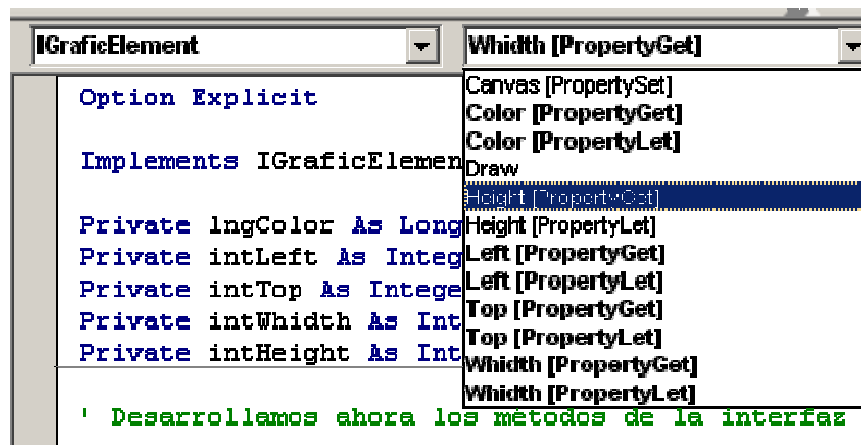 IGraficElement
Whidth [PropertyGet]
Option Explicit
Implements IGraficElemen
Private lngColor As Long
Private intLeft As Integ
Private intTop As Intege
Private intWhidth As Int
Private intHeight As Int
' Desarrollamos ahora los métodos de la interfaz
Canvas [PropertySet]
Color [PropertyGet]
Color [PropertyLet]
Draw
Height [PropertyGet]
Height [PropertyLet]
Left [PropertyGet]
Left [PropertyLet]
Top [PropertyGet]
Top [PropertyLet]
Whidth [PropertyGet]
Whidth [PropertyLet]